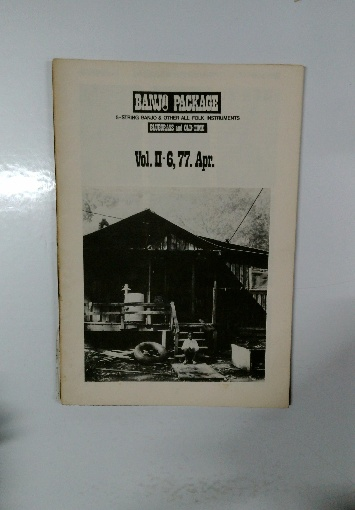 BANJO PACKAGE
5-STRING BANJO & OTHER ALL FOLK INSTRUMENTS
BLUEGRASS and OLD-TIME
Vol. II-6, 77. Apr.